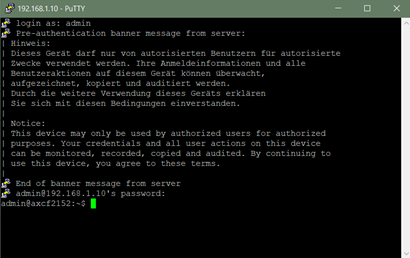 192.168.1.10 - PuTTY
login as: admin
Pre-authentication banner message from server:
| Hinweis:
| Dieses Gerät darf nur von autorisierten Benutzern für autorisierte
| Zwecke verwendet werden. Ihre Anmeldeinformationen und alle
| Benutzeraktionen auf diesem Gerät können überwacht,
| aufgezeichnet, kopiert und auditiert werden.
| Durch die weitere Verwendung dieses Geräts erklären
| Sie sich mit diesen Bedingungen einverstanden.
|
| Notice:
| This device may only be used by authorized users for authorized
| purposes. Your credentials and all user actions on this device
| can be monitored, recorded, copied and audited. By continuing to
| use this device, you agree to these terms.
|
End of banner message from server
admin@192.168.1.10's password:
admin@axcf2152:~$